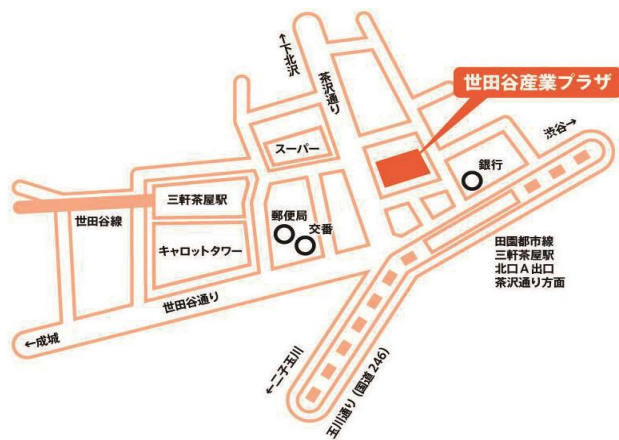 ←下北沢
茶沢通り
世田谷産業プラザ
渋谷→
スーパー
銀行
三軒茶屋駅
世田谷線
郵便局
交番
キャロットタワー
田園都市線
三軒茶屋駅
北口A出口
茶沢通り方面
世田谷通り
←成城
←二子玉川
玉川通り(国道246)